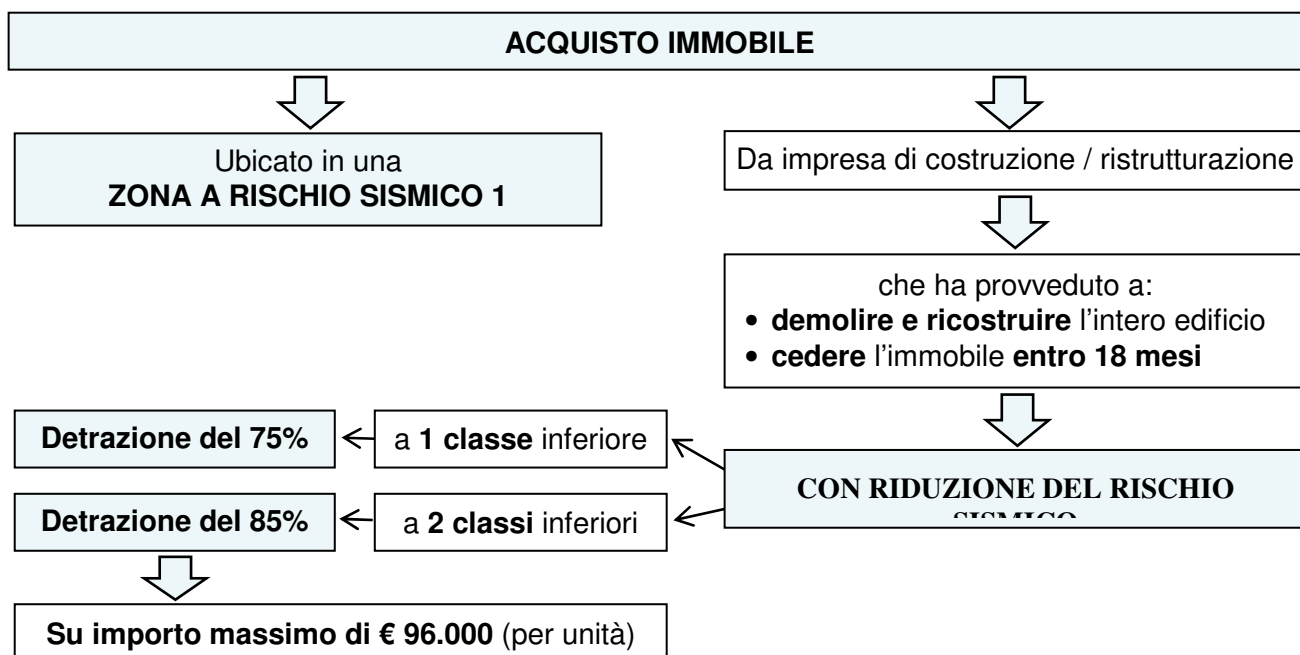 ACQUISTO IMMOBILE
Ubicato in una
ZONA A RISCHIO SISMICO 1
Da impresa di costruzione / ristrutturazione
che ha provveduto a:
• demolire e ricostruire l'intero edificio
• cedere l'immobile entro 18 mesi
CON RIDUZIONE DEL RISCHIO
SISMICO
a 1 classe inferiore
Detrazione del 75%
a 2 classi inferiori
Detrazione del 85%
Su importo massimo di € 96.000 (per unità)